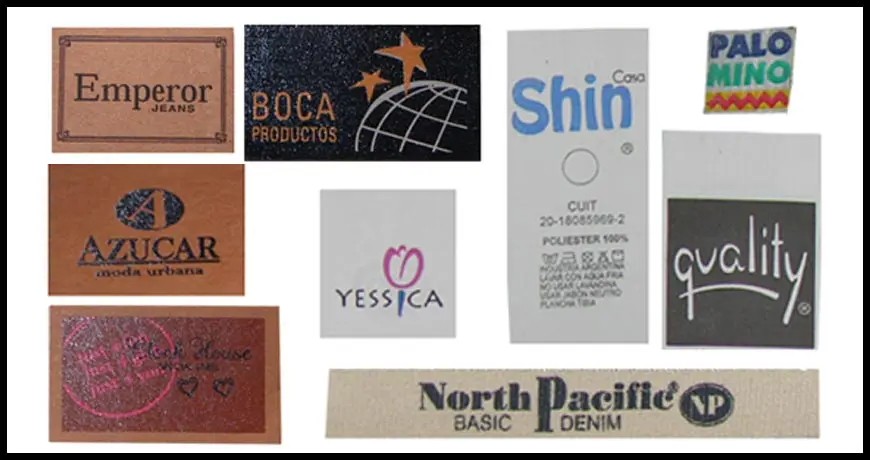 Emperor
JEANS
BOCA
PRODUCTOS
Casa
Shin
®
CUIT
20-18085969-2
POLIESTER 100%
INDUSTRIA ARGENTINA
LAVAR CON AGUA FRIA
NO USAR LAVANDINA
USAR JABON NEUTRO
PLANCHA TIBIA
PALO
MINO
A
AZUCAR
moda urbana
YESSICA
quality®
House
North Pacific® NP
BASIC DENIM